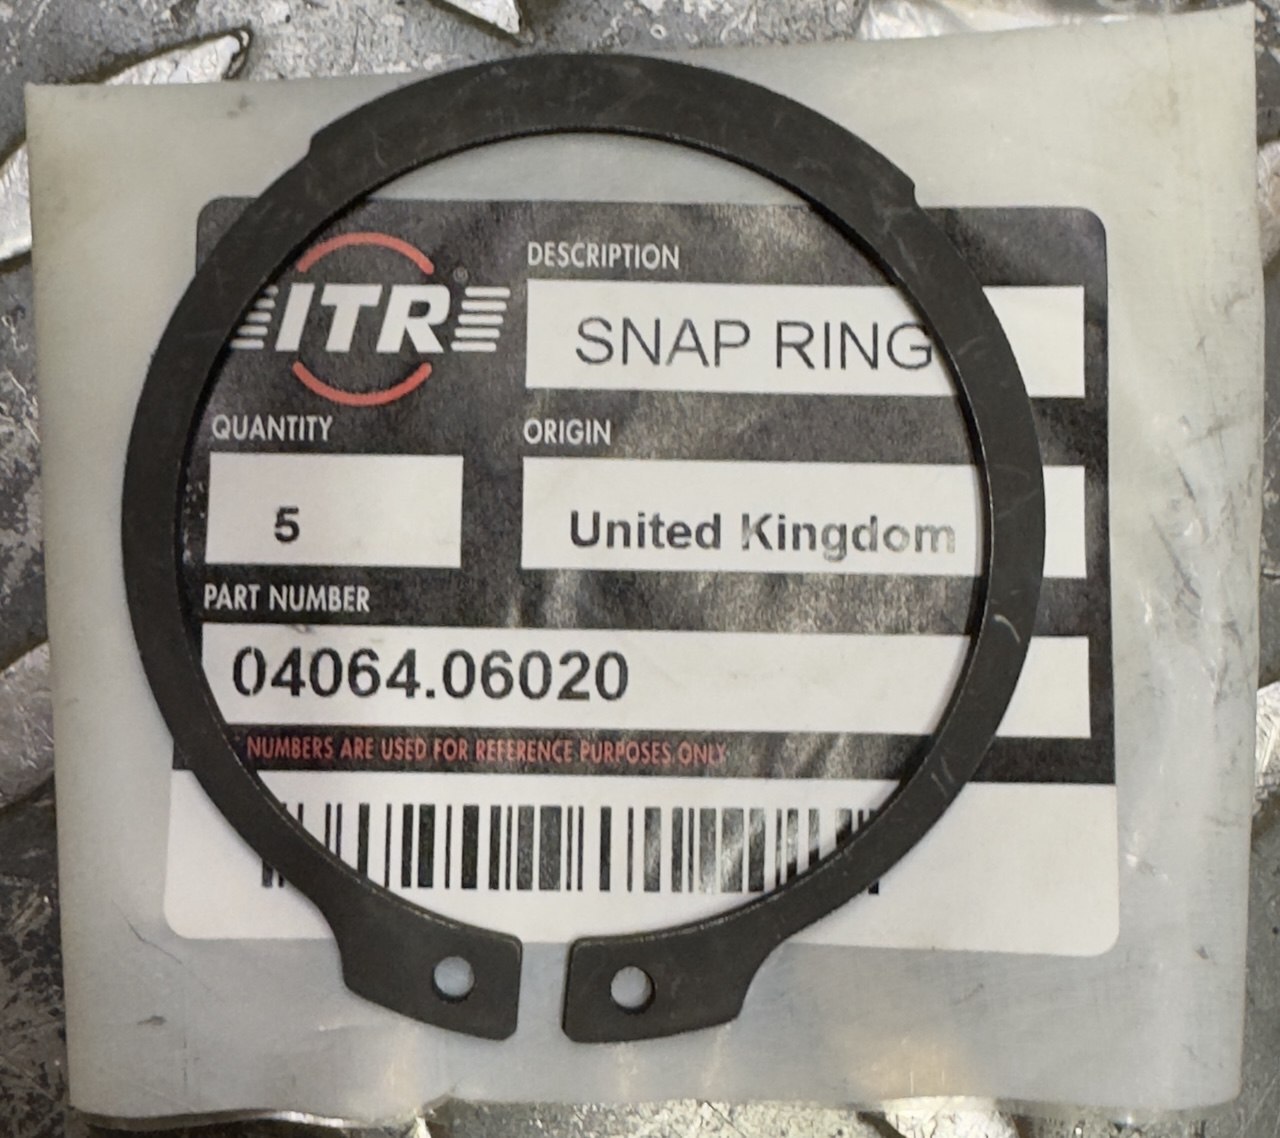 ITR®
DESCRIPTION
SNAP RING
QUANTITY
ORIGIN
5
United Kingdom
PART NUMBER
04064.06020
NUMBERS ARE USED FOR REFERENCE PURPOSES ONLY